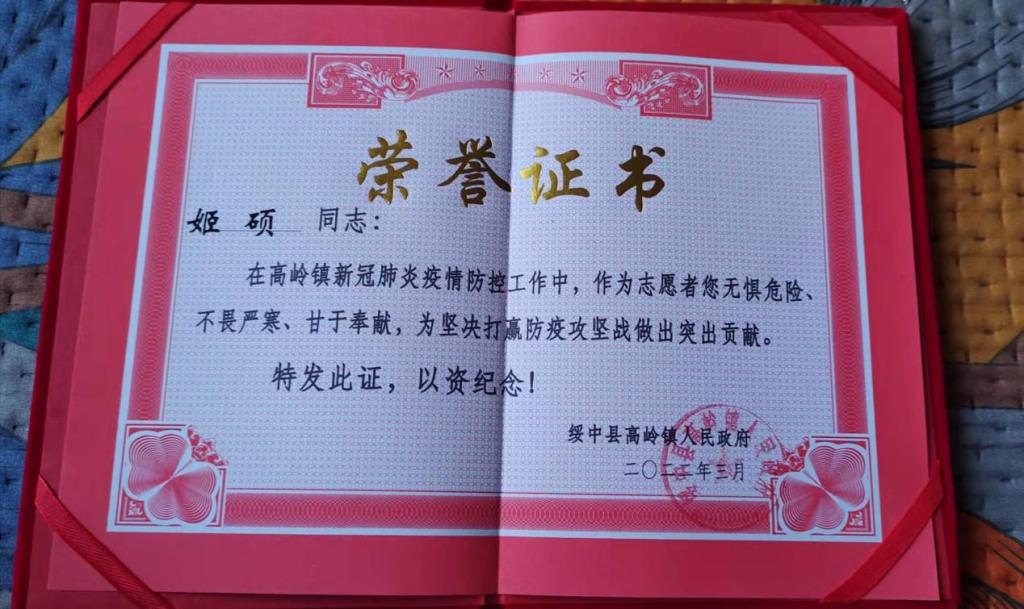 荣誉证书
姬硕 同志：
在高岭镇新冠肺炎疫情防控工作中，作为志愿者您无惧危险、
不畏严寒、甘于奉献，为坚决打赢防疫攻坚战做出突出贡献。
特发此证，以资纪念！
绥中县高岭镇人民政府
二〇二二年三月